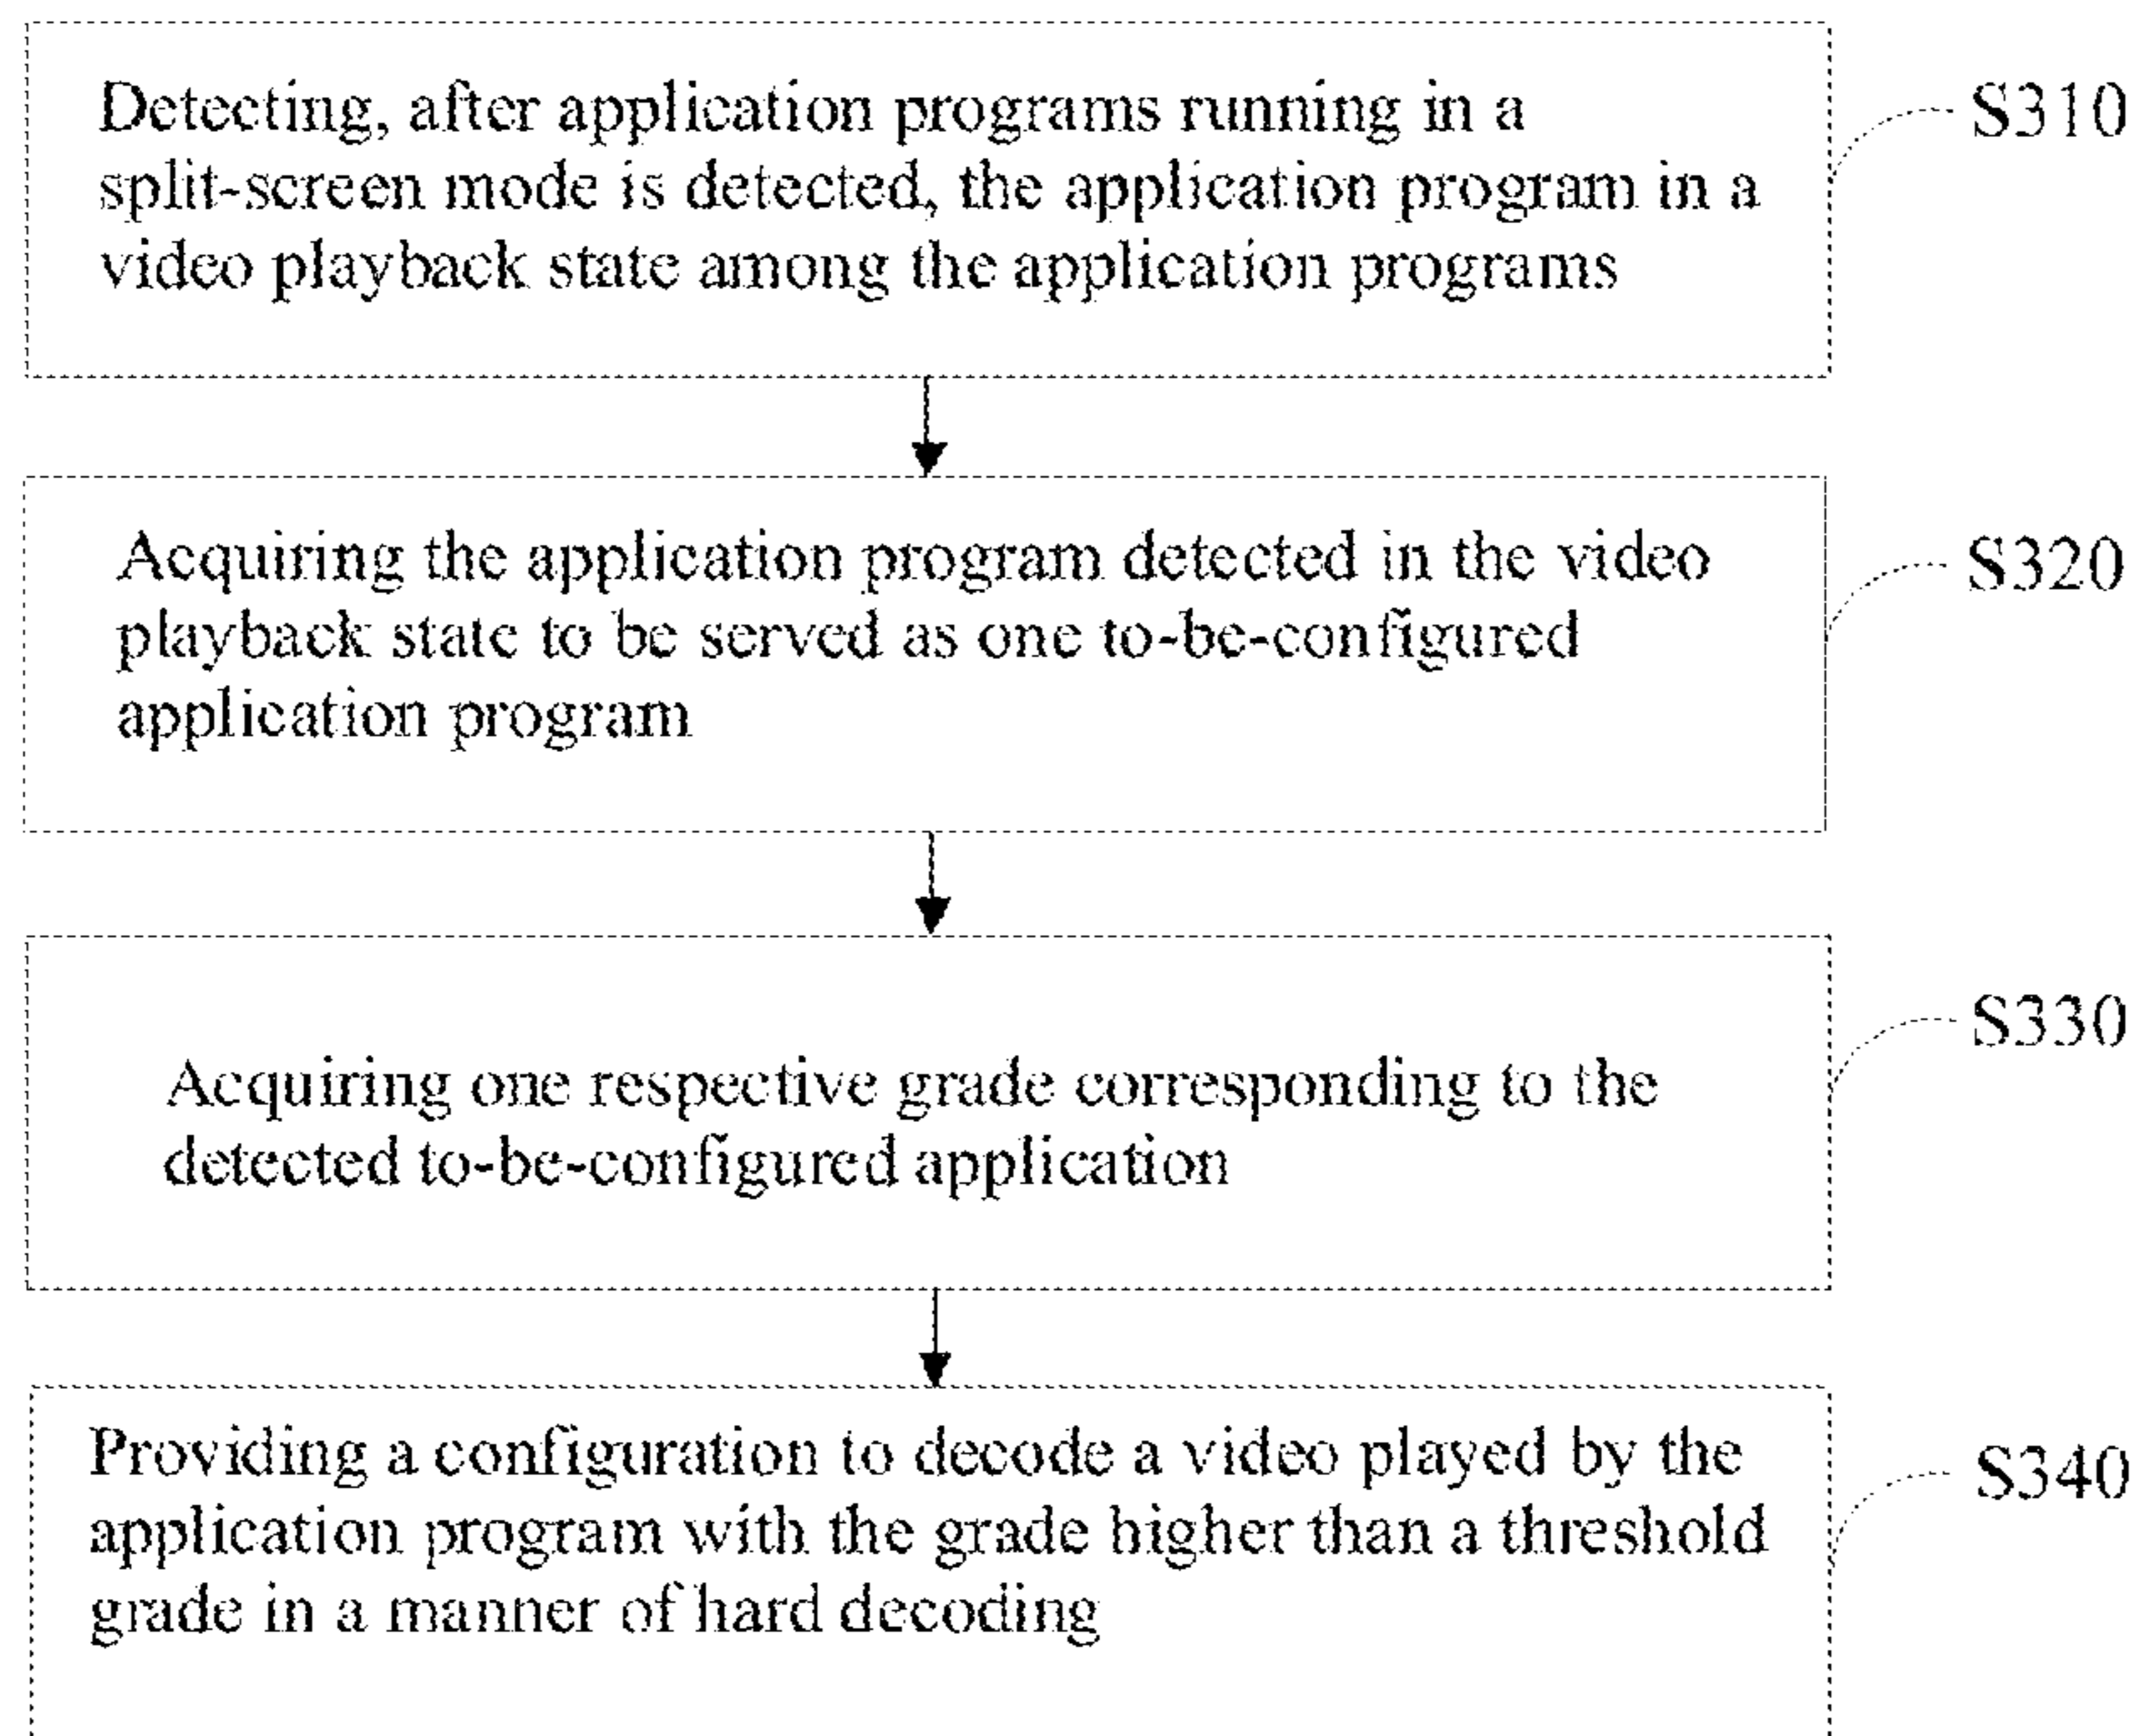 Detecting, after application programs running in a
split-screen mode is detected, the application program in a
video playback state among the application programs
S310
Acquiring the application program detected in the video
playback state to be served as one to-be-configured
application program
S320
Acquiring one respective grade corresponding to the
detected to-be-configured application
S330
Providing a configuration to decode a video played by the
application program with the grade higher than a threshold
grade in a manner of hard decoding
S340